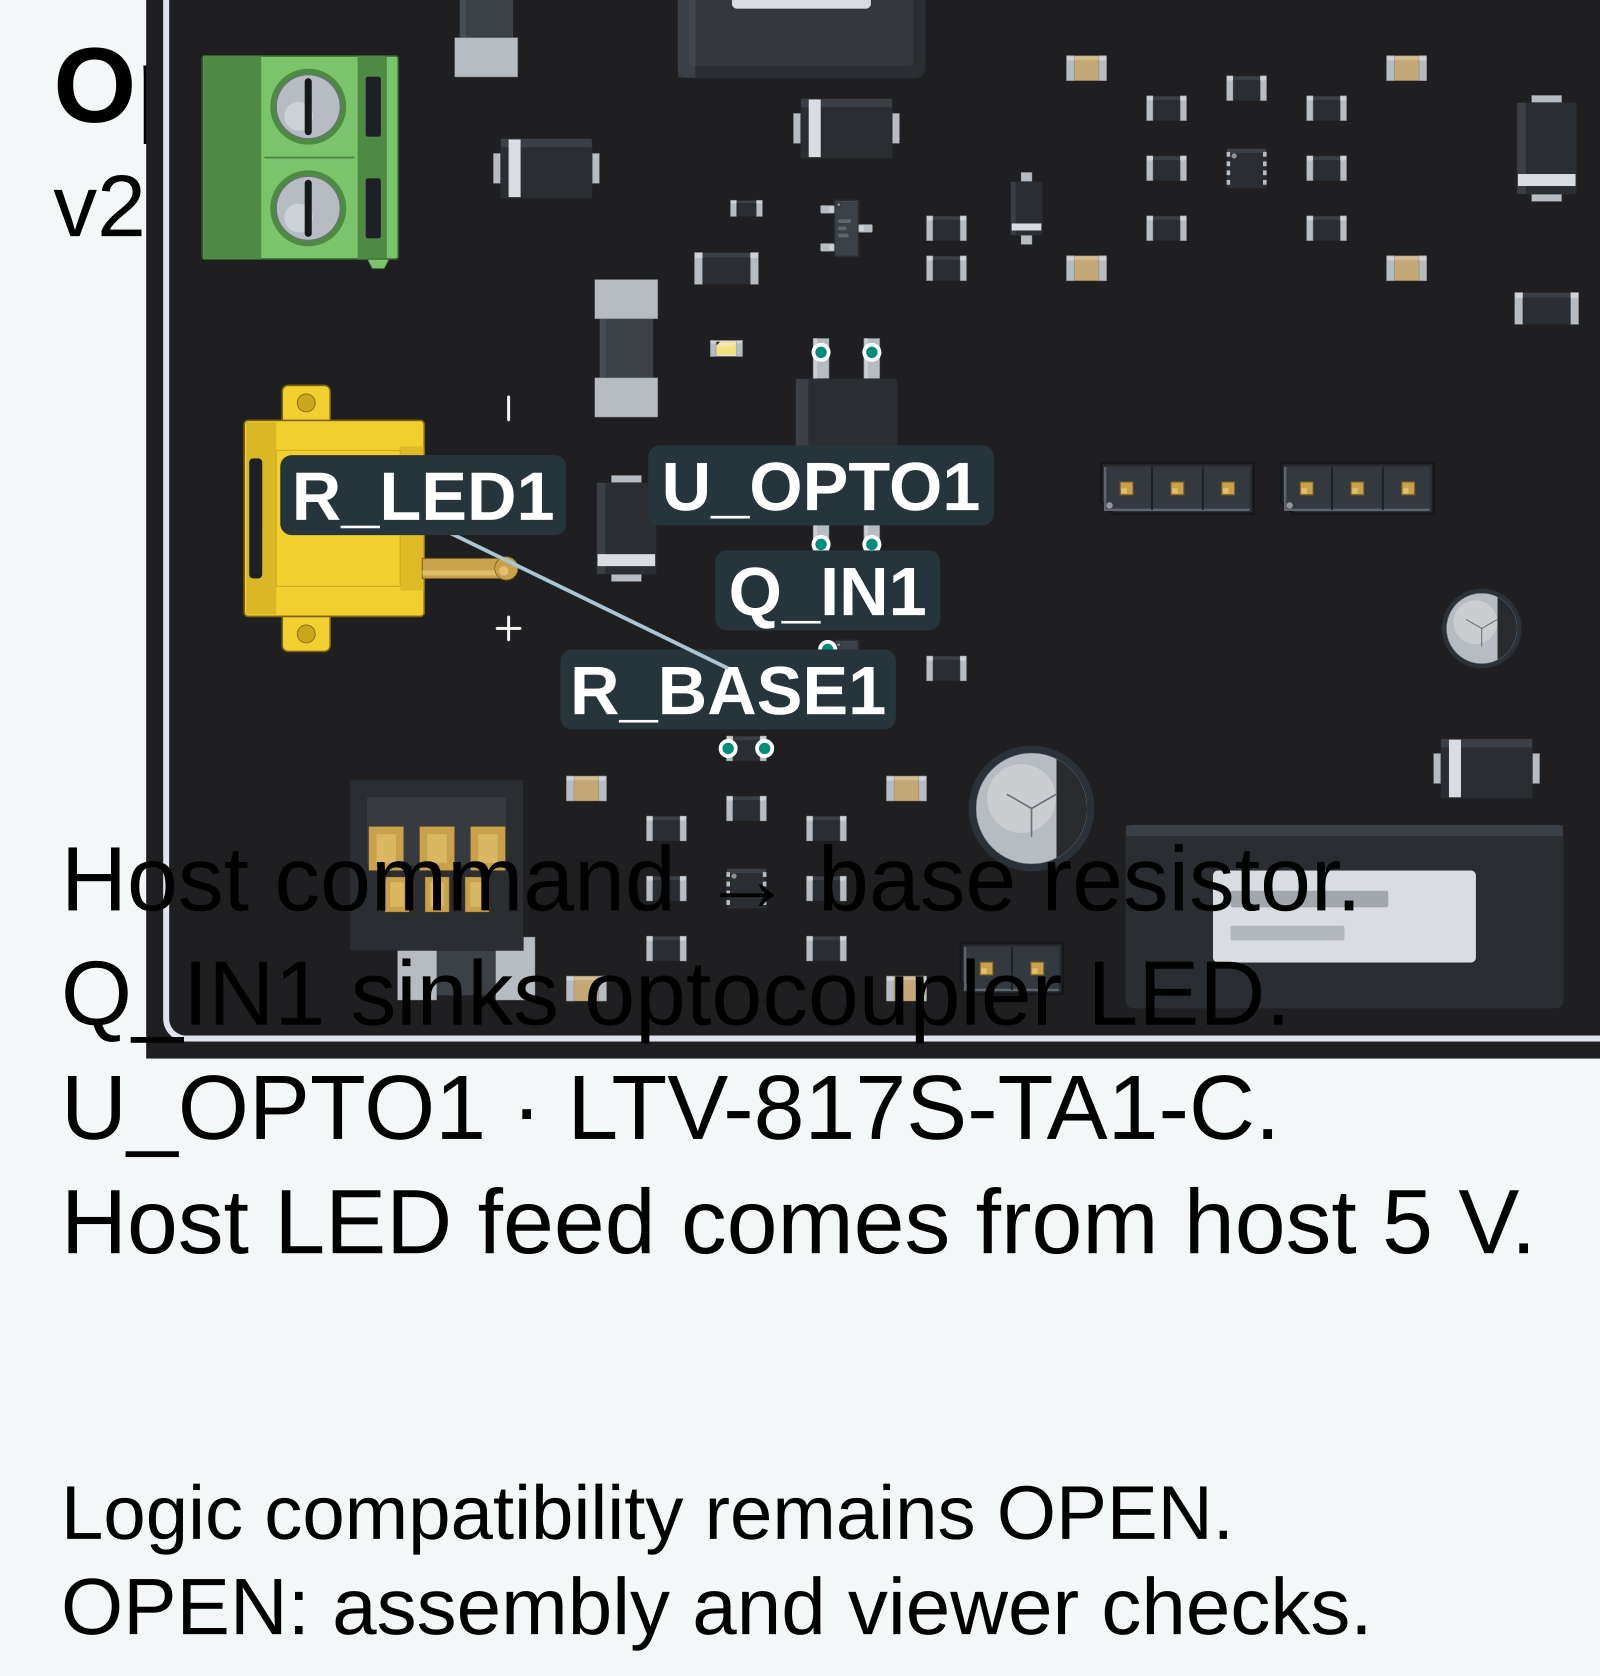 v2
R_LED1
U_OPTO1
Q_IN1
R_BASE1
Host command → base resistor.
Q_IN1 sinks optocoupler LED.
U_OPTO1 · LTV-817S-TA1-C.
Host LED feed comes from host 5 V.
Logic compatibility remains OPEN.
OPEN: assembly and viewer checks.